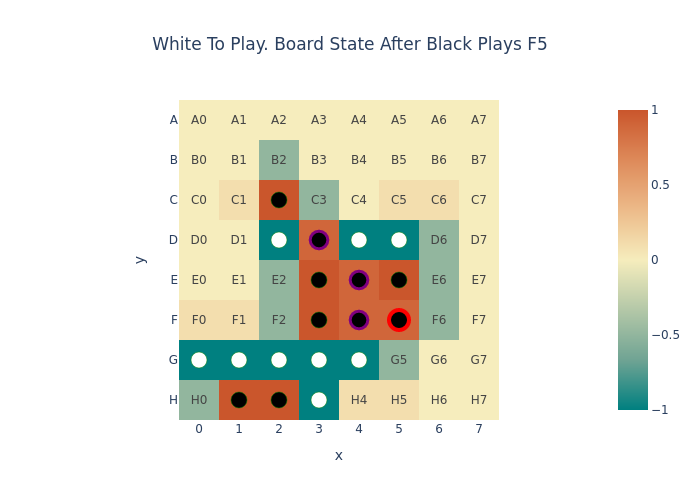 White To Play. Board State After Black Plays F5
A A0 A1 A2 A3 A4 A5 A6 A7
B B0 B1 B2 B3 B4 B5 B6 B7
C C0 C1 C3 C4 C5 C6 C7
D D0 D1 D6 D7
E E0 E1 E2 E6 E7
F F0 F1 F2 F6 F7
G G5 G6 G7
H H0 H4 H5 H6 H7
0 1 2 3 4 5 6 7
x
y
1
0.5
0
−0.5
−1